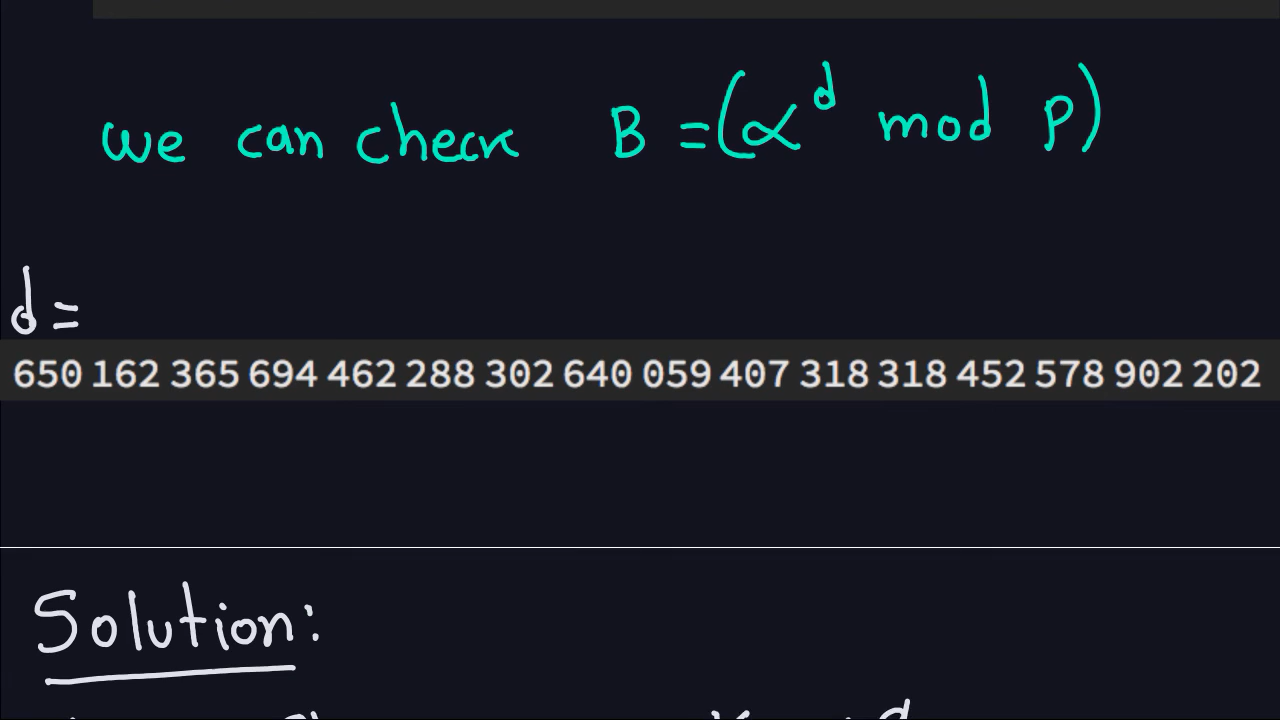 we can check B = (α^d mod P)
d =
650 162 365 694 462 288 302 640 059 407 318 318 452 578 902 202
Solution: